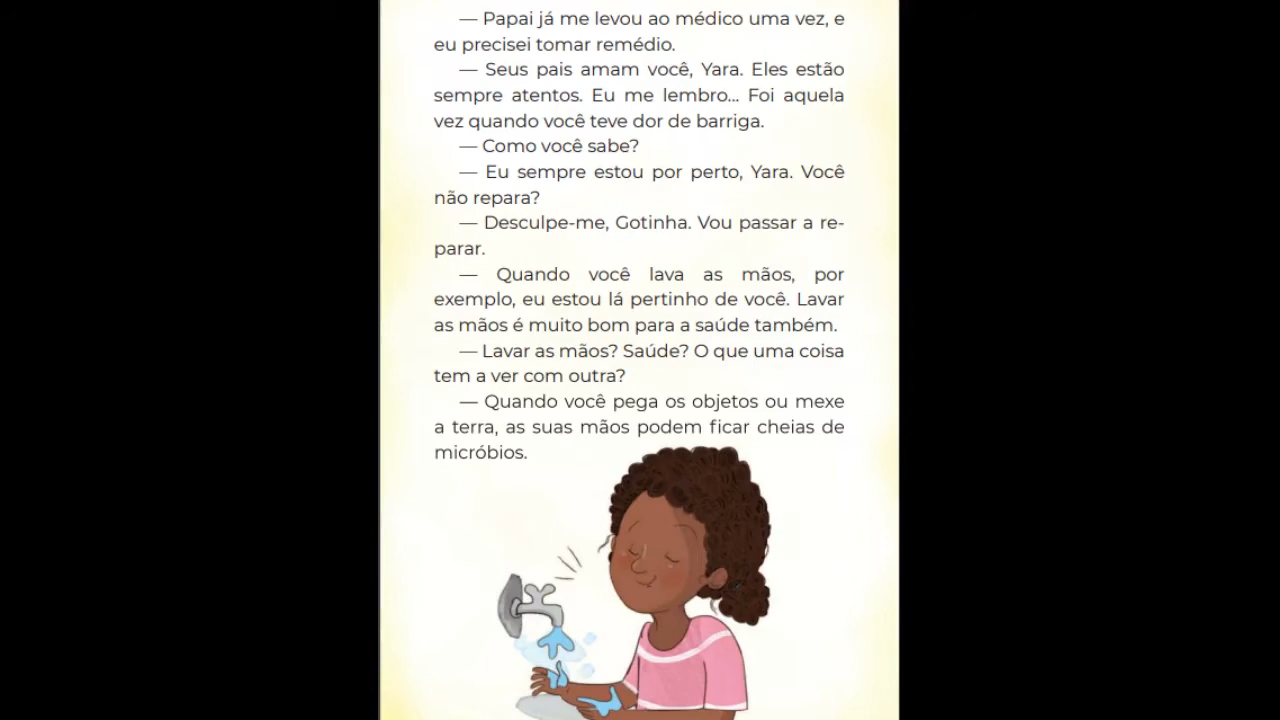 — Papai já me levou ao médico uma vez, e
eu precisei tomar remédio.
— Seus pais amam você, Yara. Eles estão
sempre atentos. Eu me lembro... Foi aquela
vez quando você teve dor de barriga.
— Como você sabe?
— Eu sempre estou por perto, Yara. Você
não repara?
— Desculpe-me, Gotinha. Vou passar a re-
parar.
— Quando você lava as mãos, por
exemplo, eu estou lá pertinho de você. Lavar
as mãos é muito bom para a saúde também.
— Lavar as mãos? Saúde? O que uma coisa
tem a ver com outra?
— Quando você pega os objetos ou mexe
a terra, as suas mãos podem ficar cheias de
micróbios.